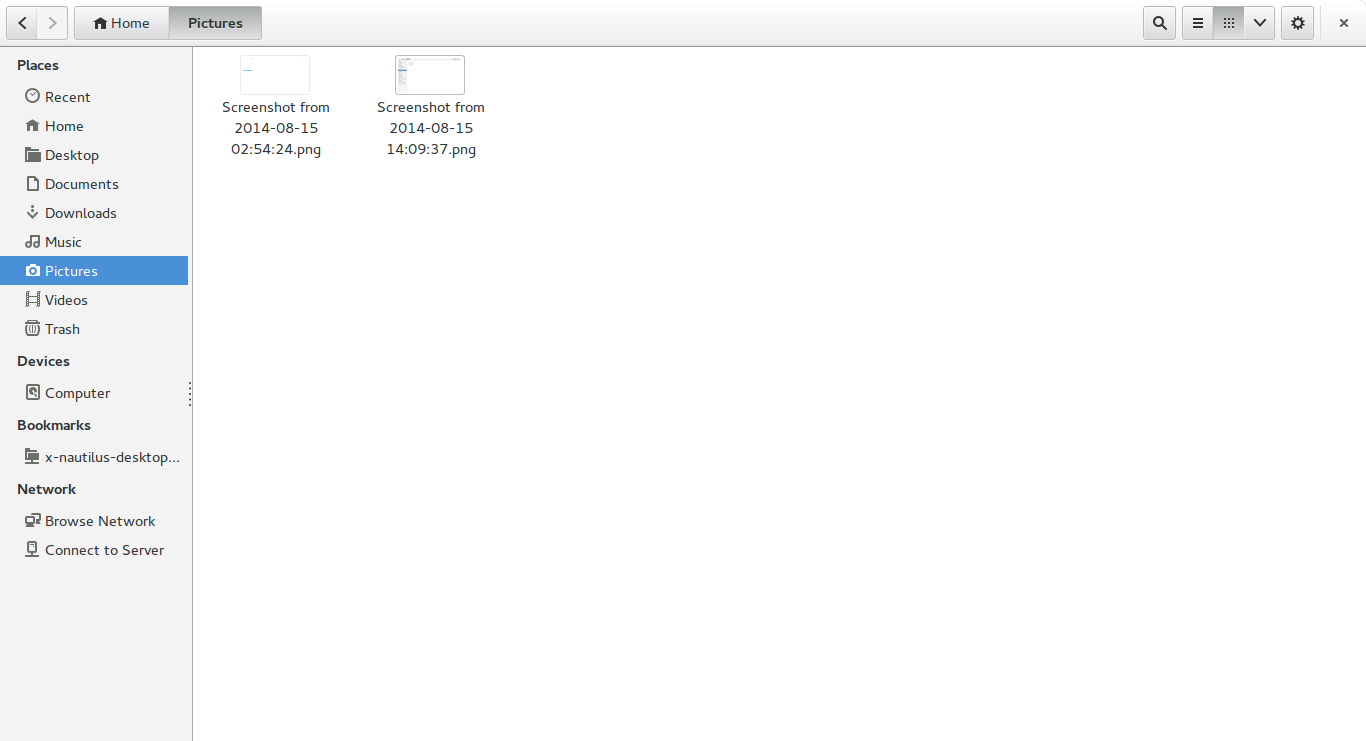 Home Pictures
Places
Recent
Home
Desktop
Documents
Downloads
Music
Pictures
Videos
Trash
Devices
Computer
Bookmarks
x-nautilus-desktop...
Network
Browse Network
Connect to Server
Screenshot from
2014-08-15
02:54:24.png
Screenshot from
2014-08-15
14:09:37.png